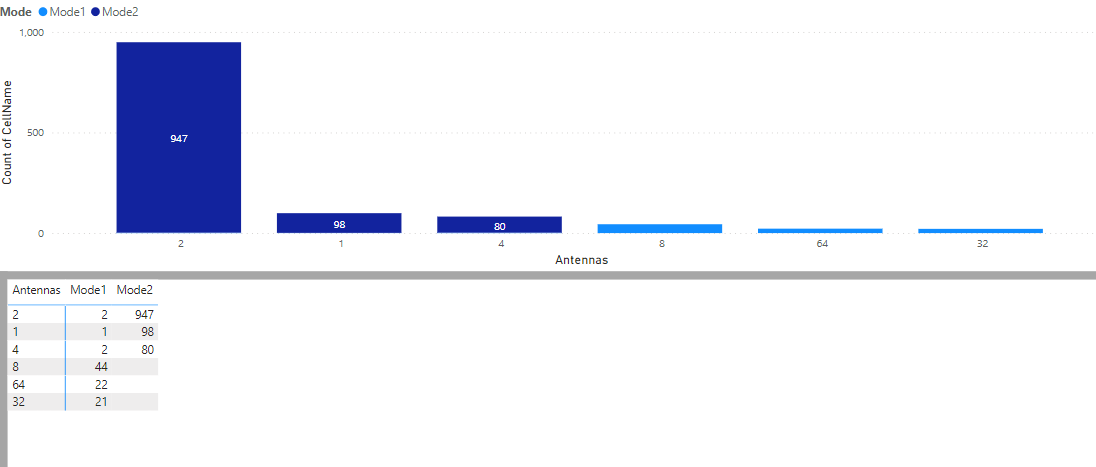 Mode Mode1 Mode2
1,000
500
0
Count of CellName
947
98
80
2 1 4 8 64 32
Antennas
Antennas Mode1 Mode2
2 2 947
1 1 98
4 2 80
8 44
64 22
32 21